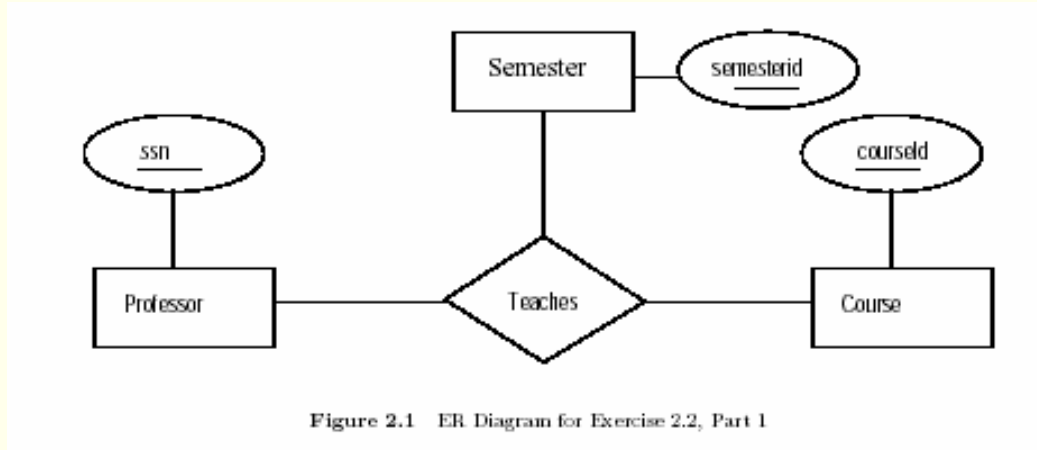 Semester
semesterid
ssn
courseId
Professor
Teaches
Course
Figure 2.1 ER Diagram for Exercise 2.2, Part 1